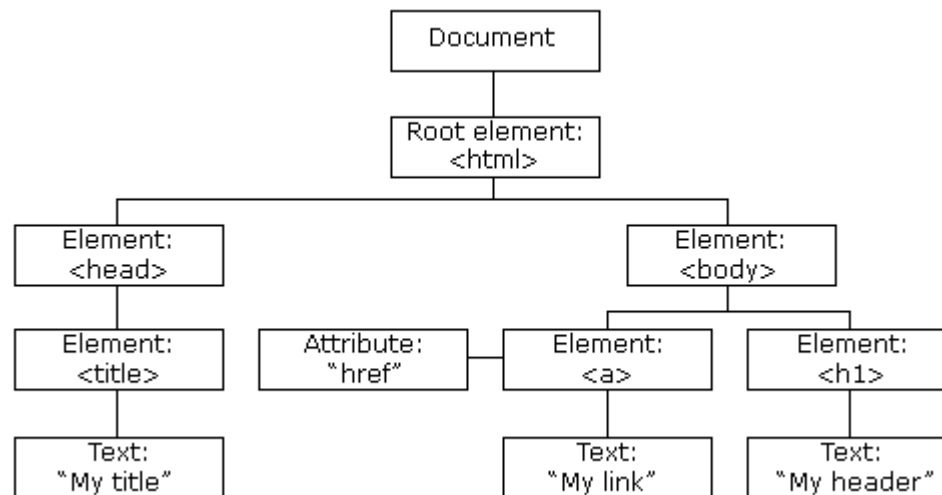 Document
Root element:
<html>
Element:
<head>
Element:
<body>
Element:
<title>
Attribute:
“href”
Element:
<a>
Element:
<h1>
Text:
“My title”
Text:
“My link”
Text:
“My header”